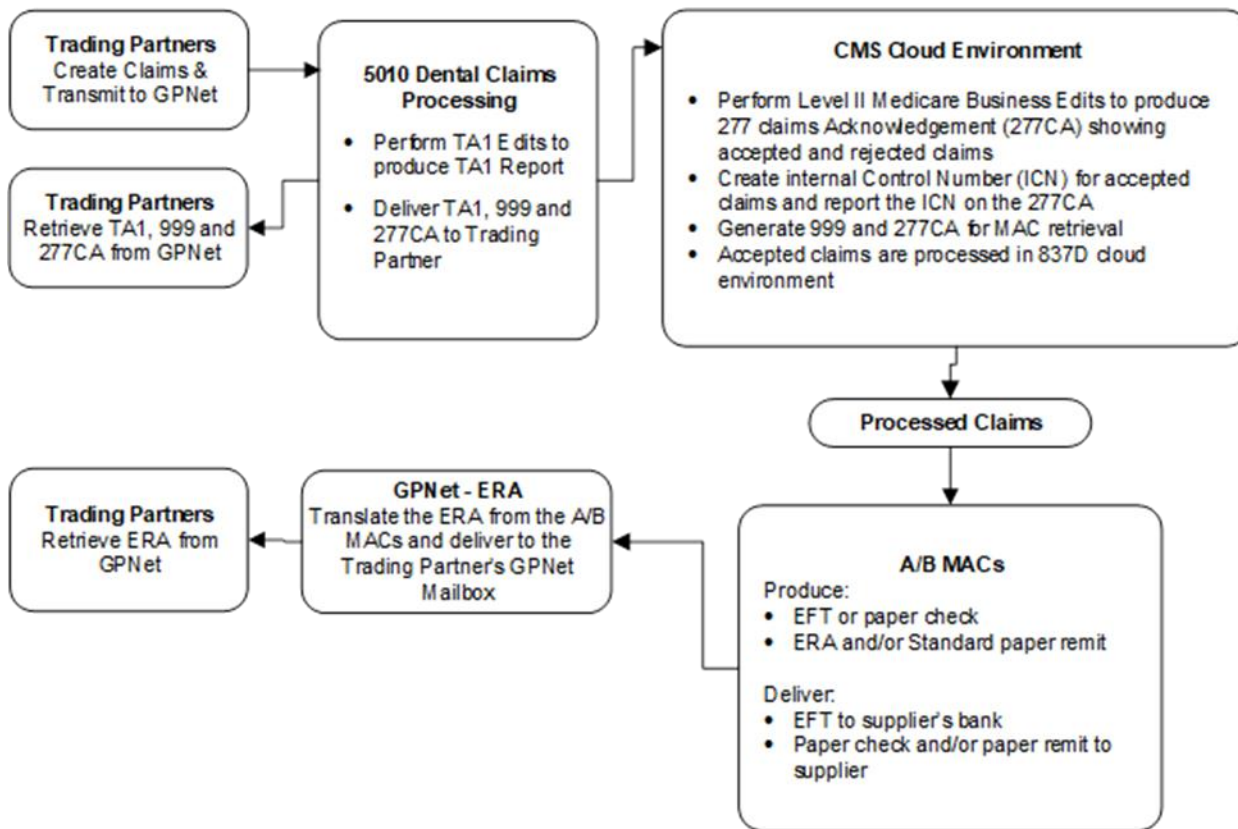 Trading Partners
Create Claims &
Transmit to GPNet
Trading Partners
Retrieve TA1, 999 and
277CA from GPNet
5010 Dental Claims
Processing
• Perform TA1 Edits to
produce TA1 Report
• Deliver TA1, 999 and
277CA to Trading
Partner
CMS Cloud Environment
• Perform Level II Medicare Business Edits to produce
277 claims Acknowledgement (277CA) showing
accepted and rejected claims
• Create internal Control Number (ICN) for accepted
claims and report the ICN on the 277CA
• Generate 999 and 277CA for MAC retrieval
• Accepted claims are processed in 837D cloud
environment
Processed Claims
A/B MACs
Produce:
• EFT or paper check
• ERA and/or Standard paper remit
Deliver:
• EFT to supplier's bank
• Paper check and/or paper remit to
supplier
GPNet - ERA
Translate the ERA from the A/B
MACs and deliver to the
Trading Partner's GPNet
Mailbox
Trading Partners
Retrieve ERA from
GPNet